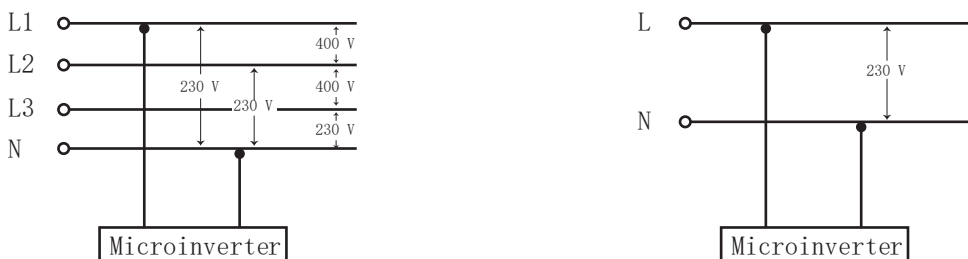 L1
400 V
L2
230 V
400 V
230 V
L3
230 V
N
Microinverter
L
230 V
N
Microinverter